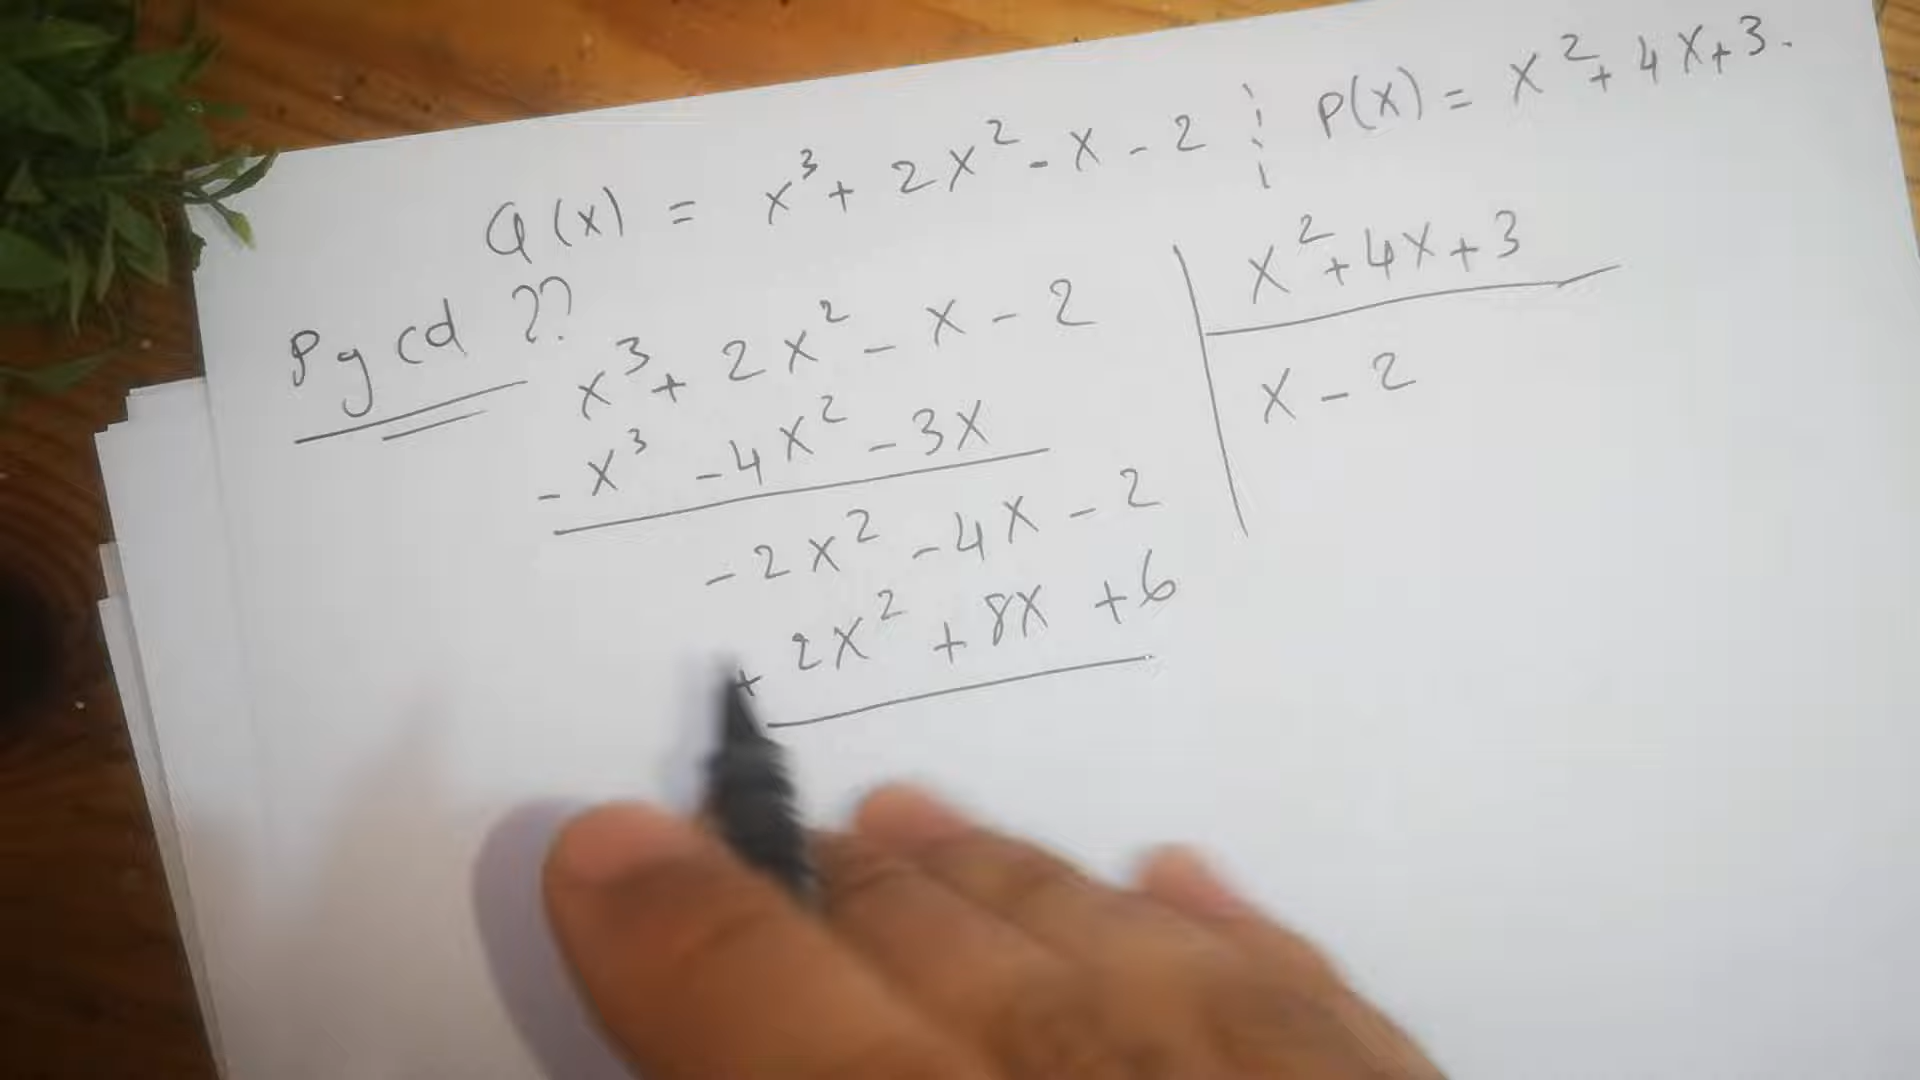 Q(x) = x³ + 2x² - x - 2 ¦ P(x) = x² + 4x + 3.
Pgcd ??
x³ + 2x² - x - 2 | x² + 4x + 3
- x³ - 4x² - 3x | x - 2
- 2x² - 4x - 2
+ 2x² + 8x + 6